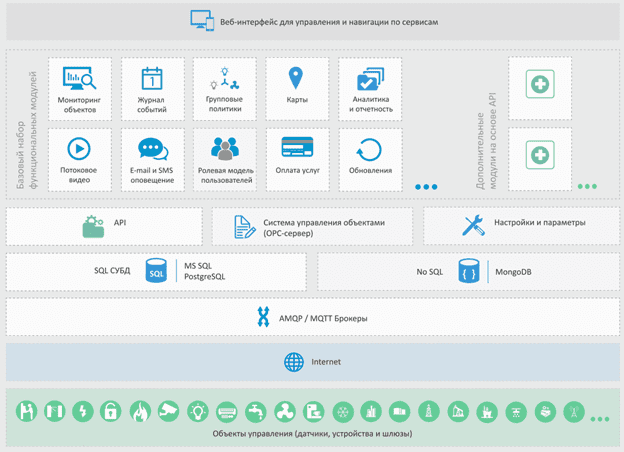 Веб-интерфейс для управления и навигации по сервисам
Базовый набор
функциональных модулей
Мониторинг
объектов
1
Журнал
событий
Групповые
политики
Карты
Аналитика
и отчетность
Потоковое
видео
E-mail и SMS
оповещение
Ролевая модель
пользователей
Оплата услуг
Обновления
Дополнительные
модули на основе API
API
Система управления объектами
(OPC-сервер)
Настройки и параметры
SQL СУБД
SQL
MS SQL
PostgreSQL
No SQL
{ }
MongoDB
AMQP / MQTT Брокеры
Internet
Объекты управления (датчики, устройства и шлюзы)